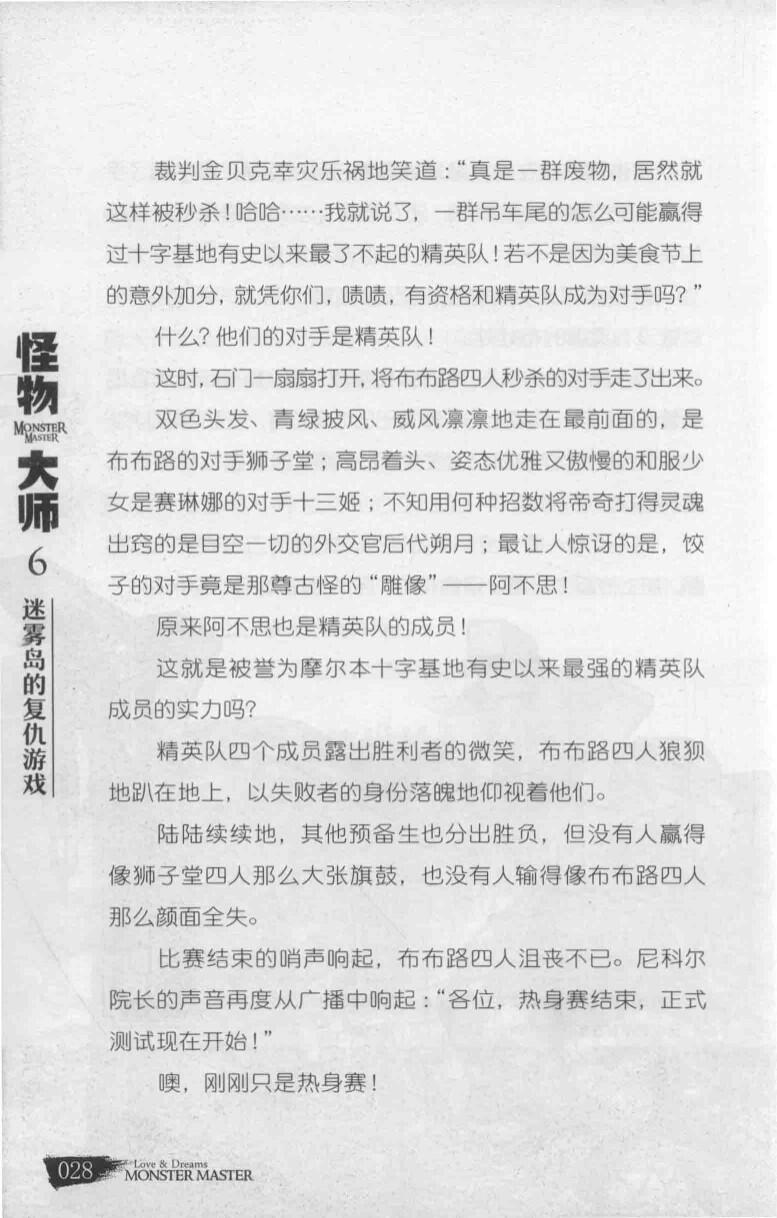 裁判金贝克幸灾乐祸地笑道：“真是一群废物，居然就
这样被秒杀！哈哈……我就说了，一群吊车尾的怎么可能赢得
过十字基地有史以来最了不起的精英队！若不是因为美食节上
的意外加分，就凭你们，啧啧，有资格和精英队成为对手吗？”
什么？他们的对手是精英队！
这时，石门一扇扇打开，将布布路四人秒杀的对手走了出来。
双色头发、青绿披风、威风凛凛地走在最前面的，是
布布路的对手狮子堂；高昂着头、姿态优雅又傲慢的和服少
女是赛琳娜的对手十三姬；不知用何种招数将帝奇打得灵魂
出窍的是目空一切的外交官后代朔月；最让人惊讶的是，饺
子的对手竟是那尊古怪的“雕像”——阿不思！
原来阿不思也是精英队的成员！
这就是被誉为摩尔本十字基地有史以来最强的精英队
成员的实力吗？
精英队四个成员露出胜利者的微笑，布布路四人狼狈
地趴在地上，以失败者的身份落魄地仰视着他们。
陆陆续续地，其他预备生也分出胜负，但没有人赢得
像狮子堂四人那么大张旗鼓，也没有人输得像布布路四人
那么颜面全失。
比赛结束的哨声响起，布布路四人沮丧不已。尼科尔
院长的声音再度从广播中响起：“各位，热身赛结束，正式
测试现在开始！”
噢，刚刚只是热身赛！
怪物
MONSTER
MASTER
大师
6
迷雾岛的复仇游戏
028
Love & Dreams
MONSTER MASTER